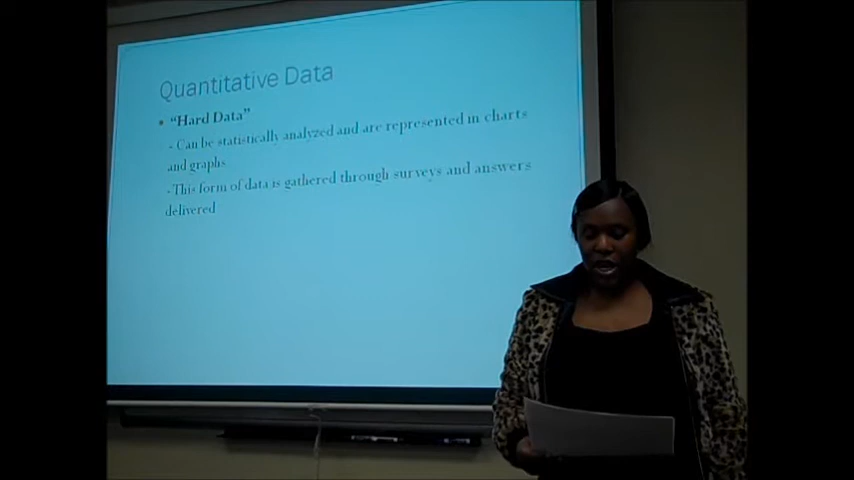 Quantitative Data
• “Hard Data”
- Can be statistically analyzed and are represented in charts
and graphs
- This form of data is gathered through surveys and answers
delivered